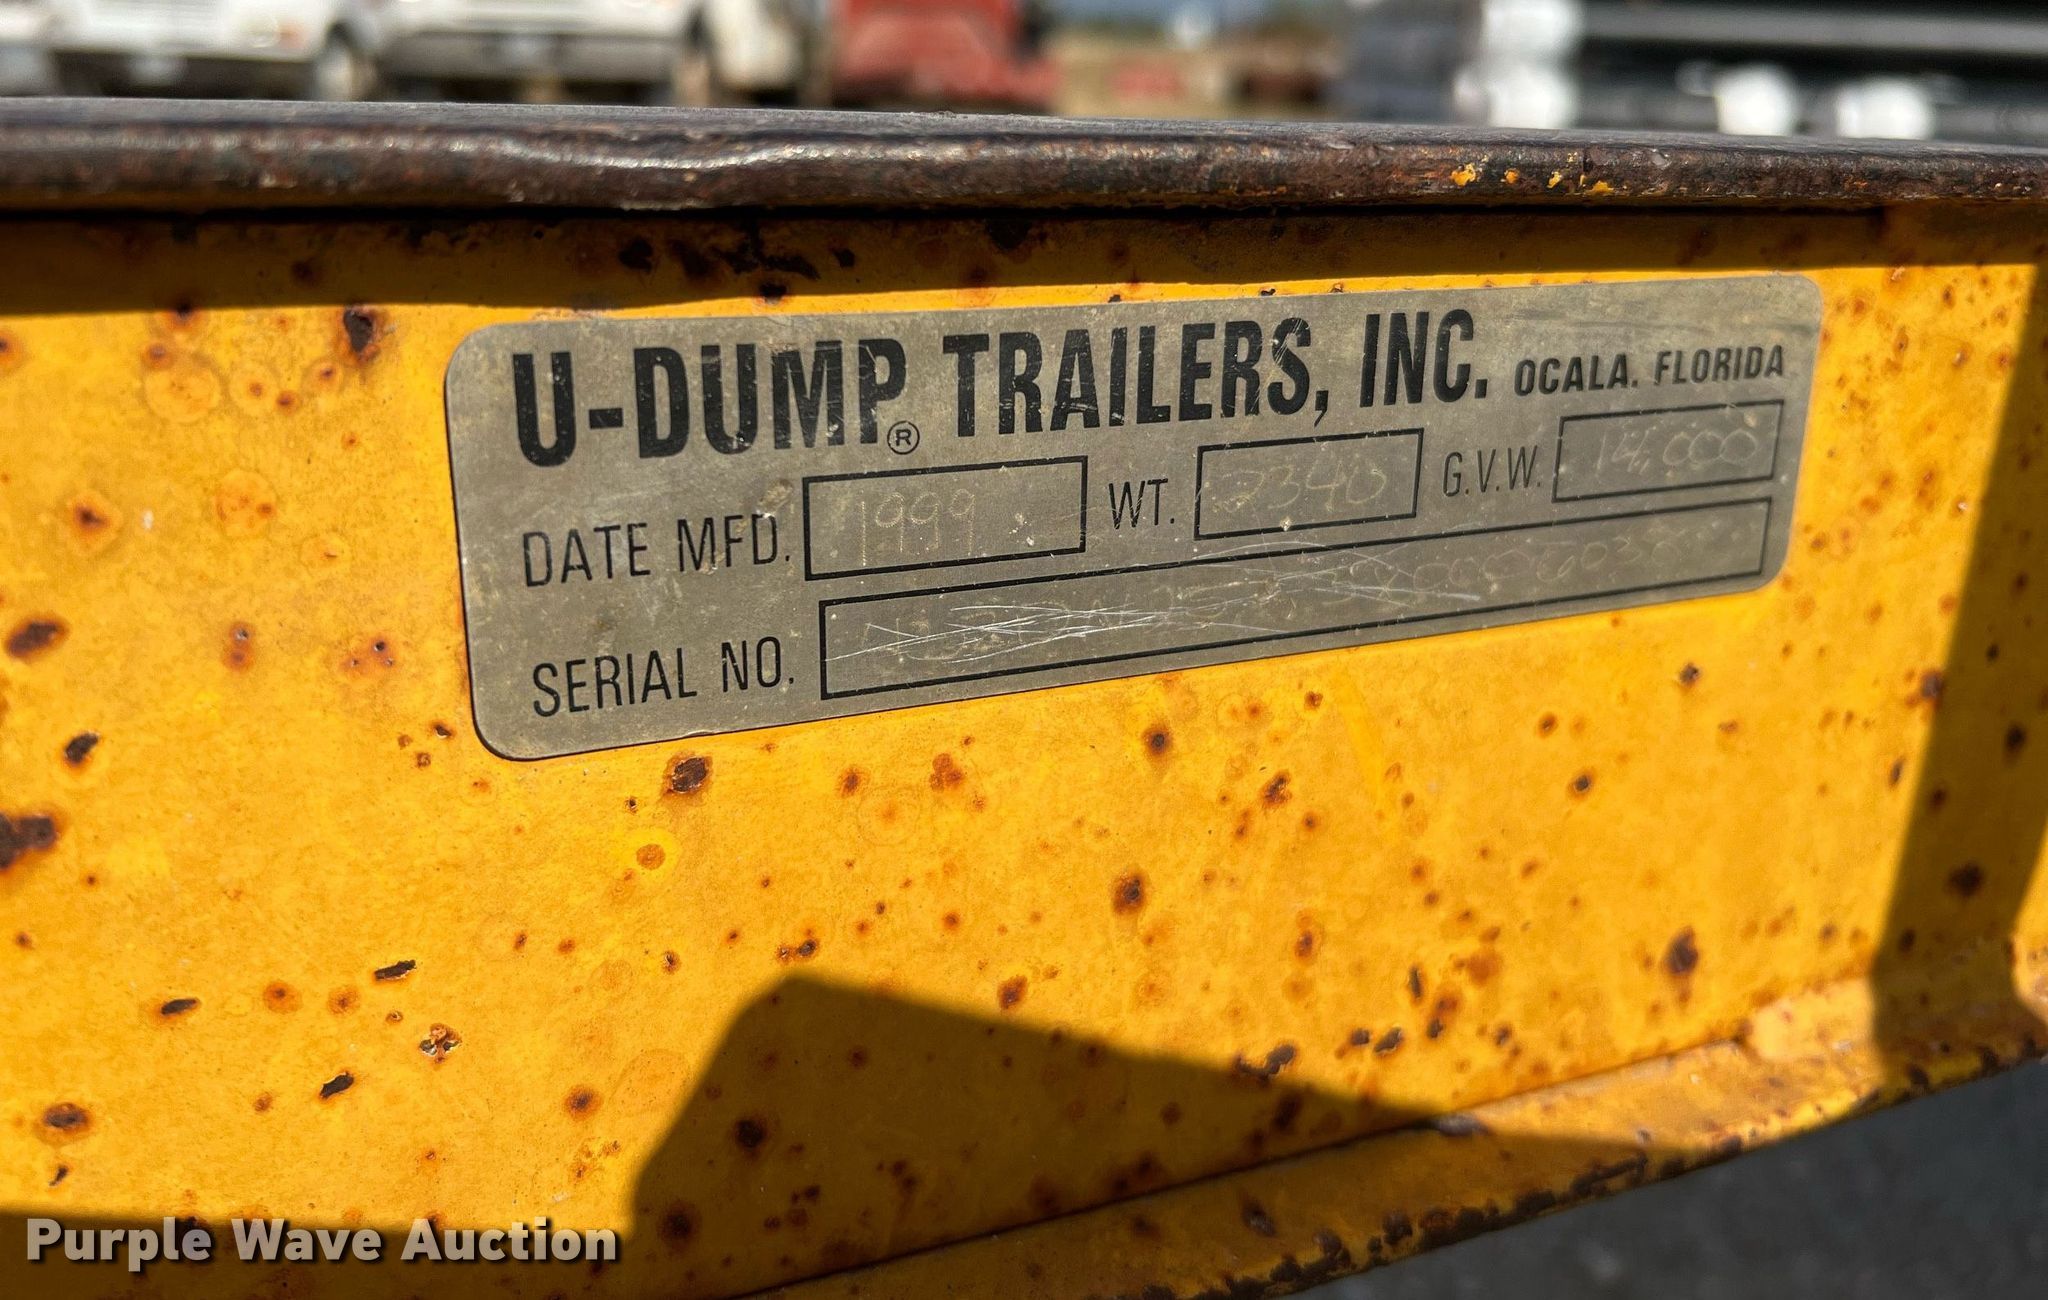 U-DUMP® TRAILERS, INC. OCALA. FLORIDA
DATE MFD. 1999 WT. 2340 G.V.W. 14,000
SERIAL NO.
Purple Wave Auction